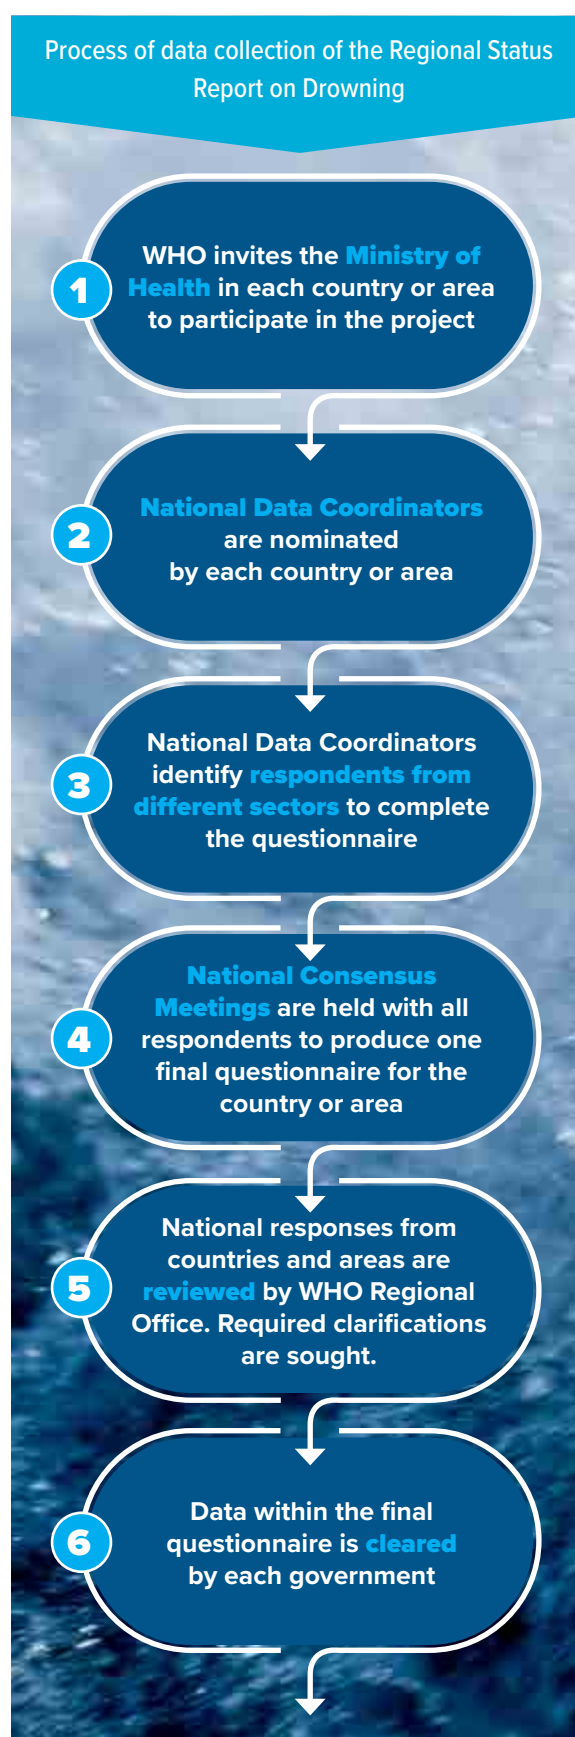 Process of data collection of the Regional Status
Report on Drowning
1
WHO invites the Ministry of
Health in each country or area
to participate in the project
2
National Data Coordinators
are nominated
by each country or area
3
National Data Coordinators
identify respondents from
different sectors to complete
the questionnaire
4
National Consensus
Meetings are held with all
respondents to produce one
final questionnaire for the
country or area
5
National responses from
countries and areas are
reviewed by WHO Regional
Office. Required clarifications
are sought.
6
Data within the final
questionnaire is cleared
by each government